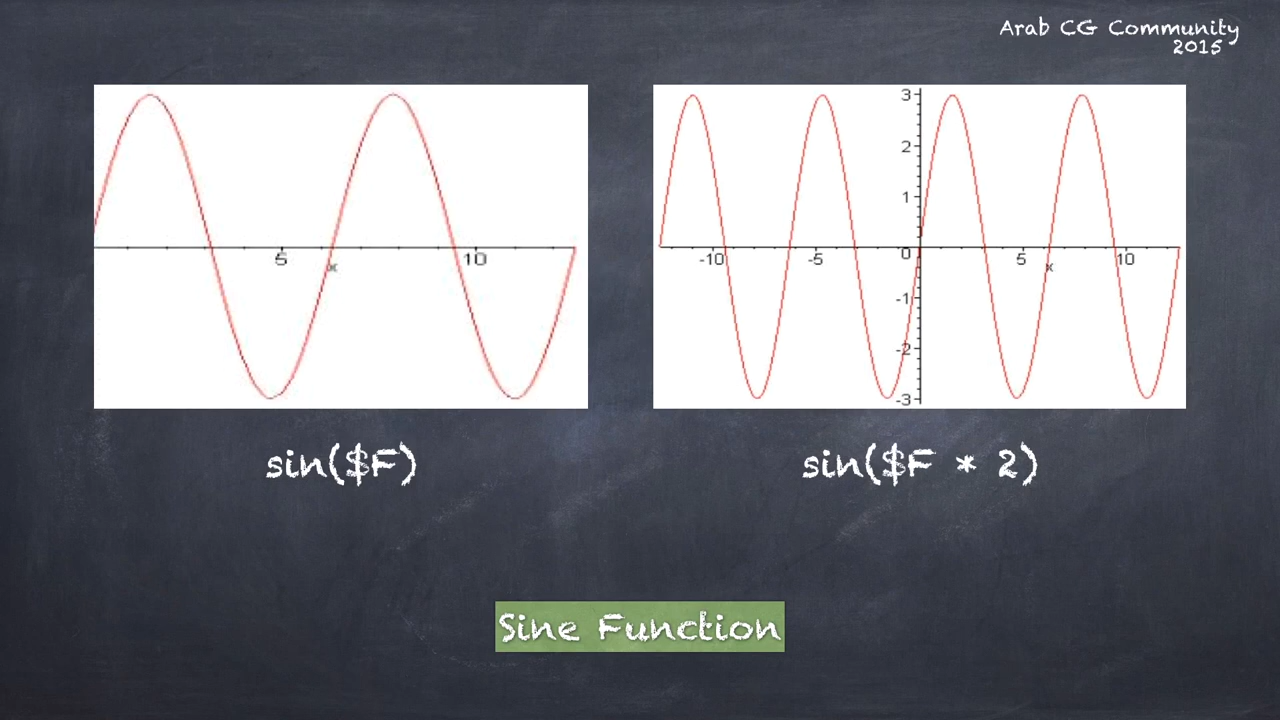 Arab CG Community
2015
5
10
x
3
2
1
0
-10
-5
5
10
x
-1
-2
-3
sin($F)
sin($F * 2)
Sine Function